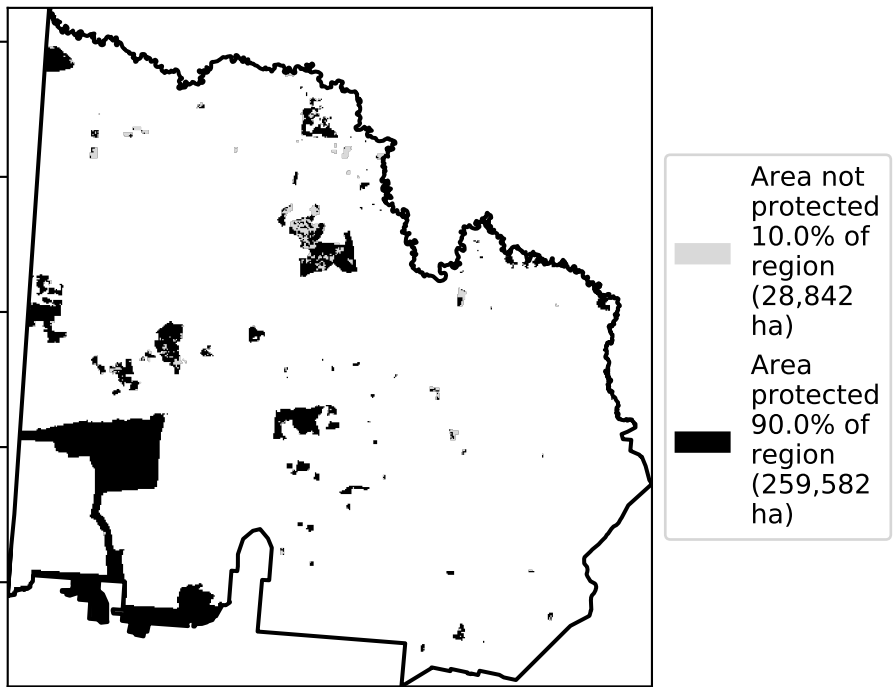 Area not
protected
10.0% of
region
(28,842
ha)
Area
protected
90.0% of
region
(259,582
ha)